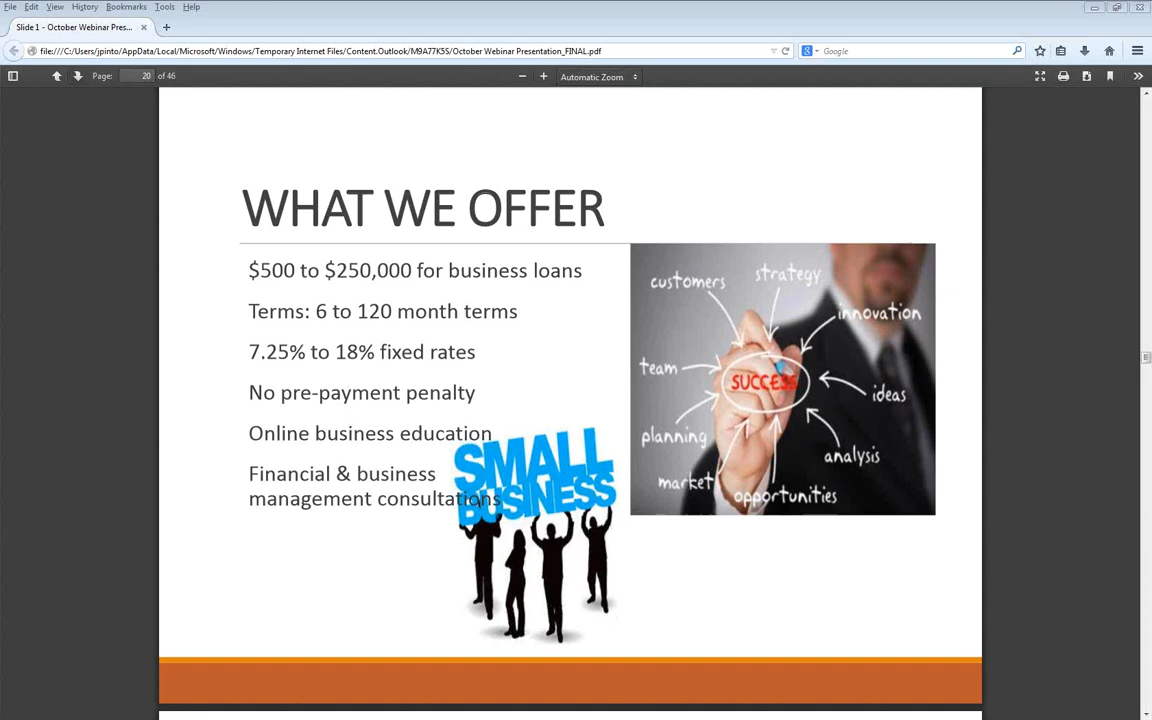 File Edit View History Bookmarks Tools Help
Slide 1 - October Webinar Pres... × +
file:///C:/Users/jpinto/AppData/Local/Microsoft/Windows/Temporary Internet Files/Content.Outlook/M9A77K5S/October Webinar Presentation_FINAL.pdf
Google
Page: 20 of 46
Automatic Zoom
WHAT WE OFFER
$500 to $250,000 for business loans
Terms: 6 to 120 month terms
7.25% to 18% fixed rates
No pre-payment penalty
Online business education
Financial & business
management consultations
SMALL
BUSINESS
customers
strategy
innovation
team
SUCCESS
ideas
planning
analysis
market
opportunities